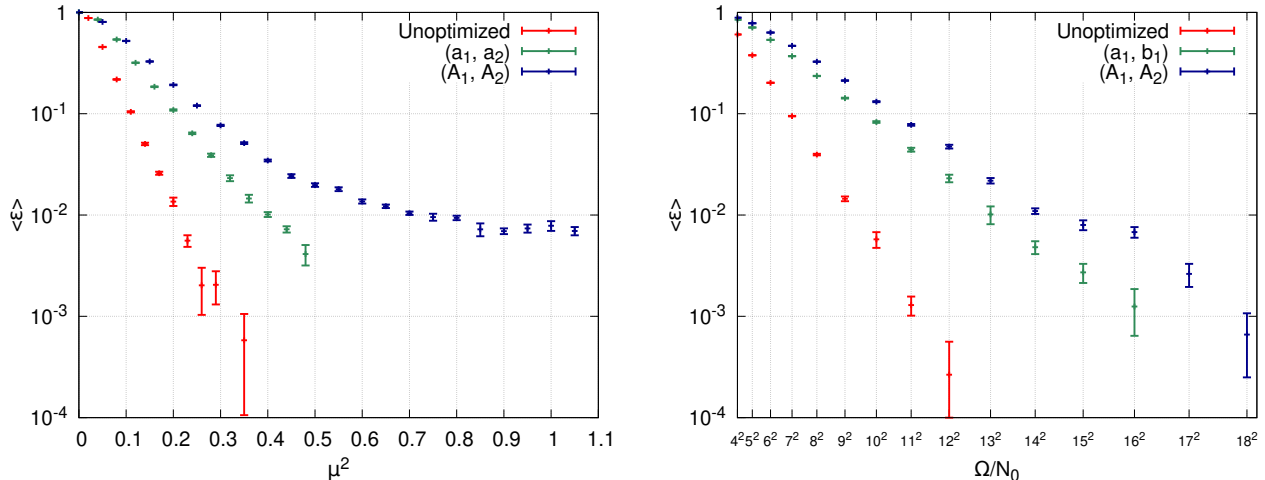 <ε>
1
10⁻¹
10⁻²
10⁻³
10⁻⁴
Unoptimized
(a₁, a₂)
(A₁, A₂)
0 0.1 0.2 0.3 0.4 0.5 0.6 0.7 0.8 0.9 1 1.1
μ²
<ε>
1
10⁻¹
10⁻²
10⁻³
10⁻⁴
Unoptimized
(a₁, b₁)
(A₁, A₂)
4² 5² 6² 7² 8² 9² 10² 11² 12² 13² 14² 15² 16² 17² 18²
Ω/N₀